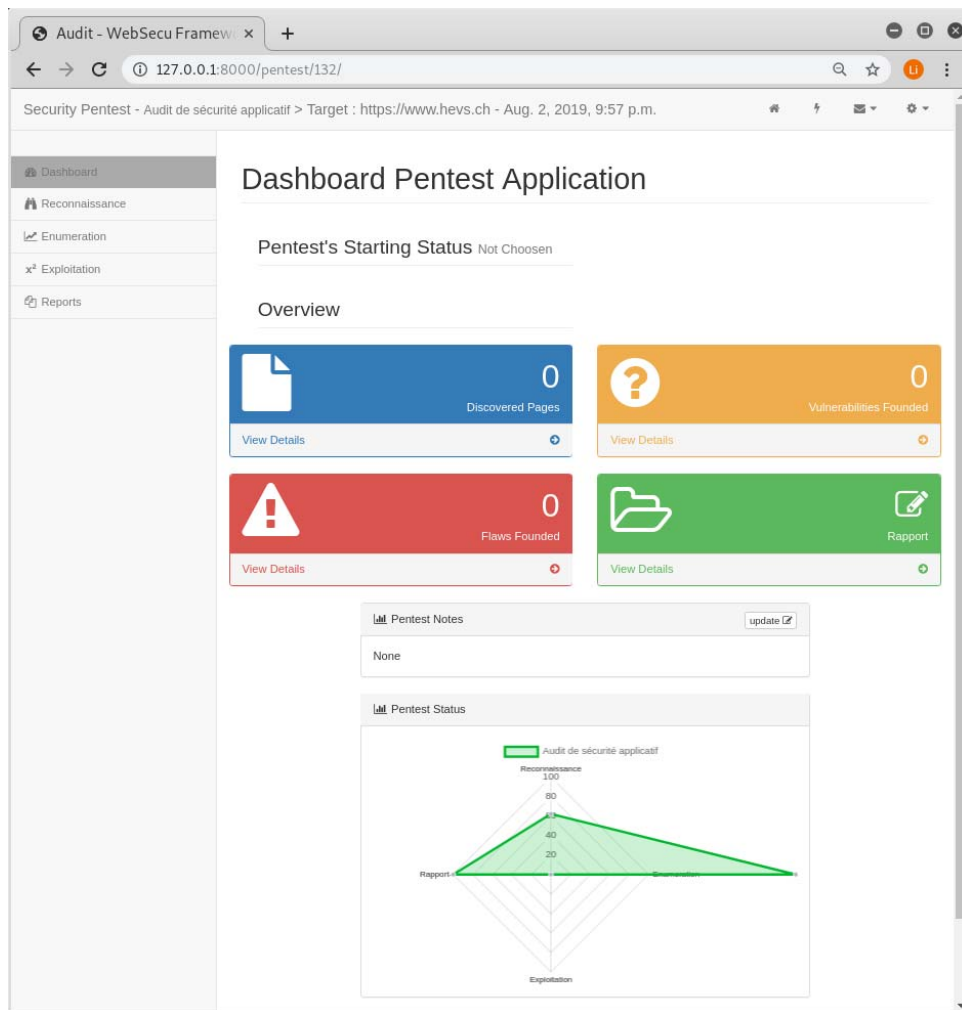 Audit - WebSecu Framew
127.0.0.1:8000/pentest/132/
Li
Security Pentest - Audit de sécurité applicatif > Target : https://www.hevs.ch - Aug. 2, 2019, 9:57 p.m.
Dashboard
Reconnaissance
Enumeration
x² Exploitation
Reports
Dashboard Pentest Application
Pentest's Starting Status Not Choosen
Overview
0
Discovered Pages
View Details
0
Vulnerabilities Founded
View Details
0
Flaws Founded
View Details
Rapport
View Details
Pentest Notes
update
None
Pentest Status
Audit de sécurité applicatif
Reconnaissance
100
80
60
40
20
Rapport
Enumeration
Exploitation